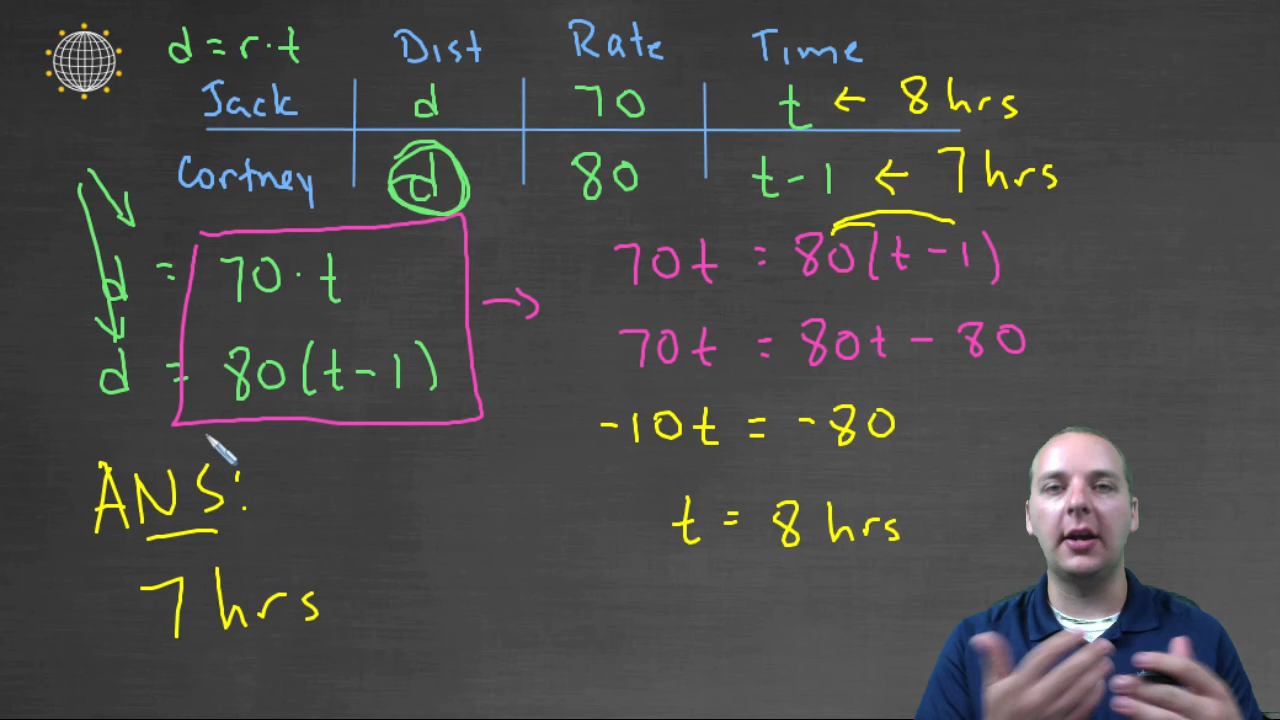 d = r · t Dist Rate Time
Jack d 70 t ← 8 hrs
Cortney d 80 t - 1 ← 7 hrs
d = 70 · t
d = 80(t - 1)
70t = 80(t - 1)
70t = 80t - 80
-10t = -80
t = 8 hrs
ANS:
7 hrs